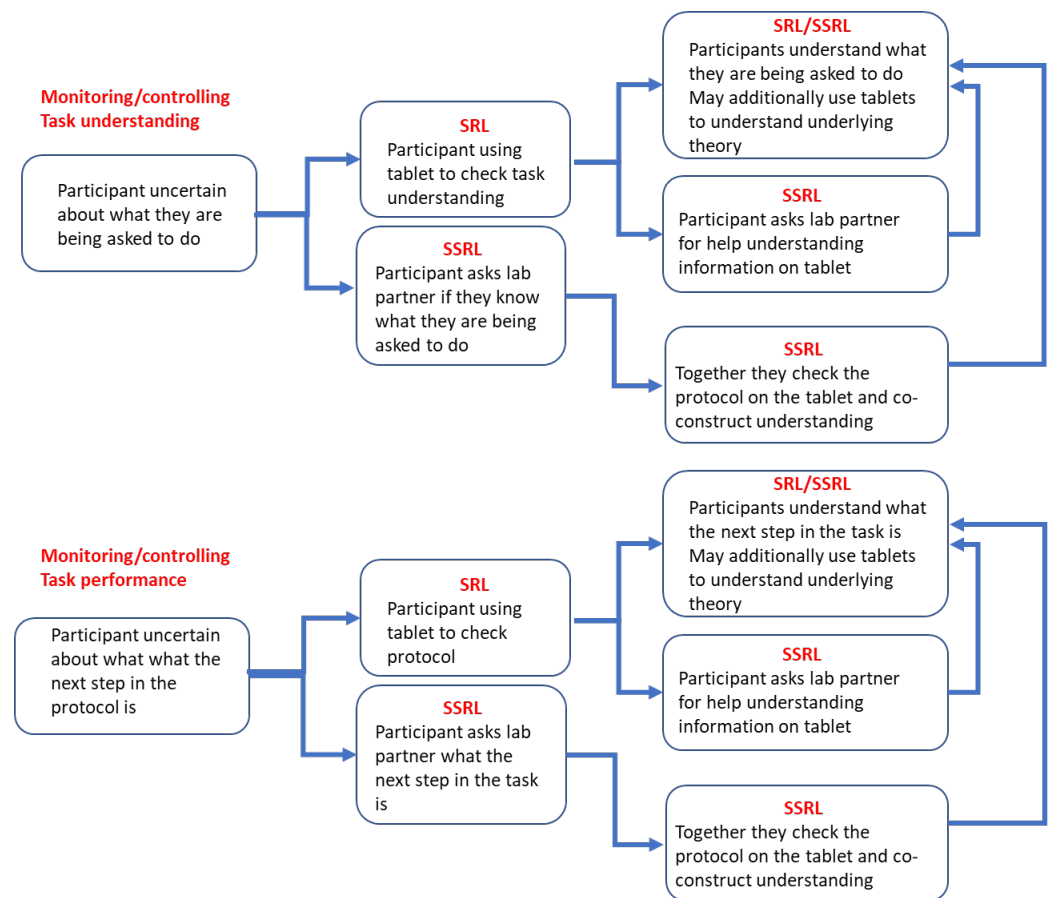 Monitoring/controlling
Task understanding
Participant uncertain
about what they are
being asked to do
SRL
Participant using
tablet to check task
understanding
SSRL
Participant asks lab
partner if they know
what they are being
asked to do
SRL/SSRL
Participants understand what
they are being asked to do
May additionally use tablets
to understand underlying
theory
SSRL
Participant asks lab partner
for help understanding
information on tablet
SSRL
Together they check the
protocol on the tablet and co-
construct understanding
Monitoring/controlling
Task performance
Participant uncertain
about what what the
next step in the
protocol is
SRL
Participant using
tablet to check
protocol
SSRL
Participant asks lab
partner what the
next step in the task
is
SRL/SSRL
Participants understand what
the next step in the task is
May additionally use tablets
to understand underlying
theory
SSRL
Participant asks lab partner
for help understanding
information on tablet
SSRL
Together they check the
protocol on the tablet and co-
construct understanding